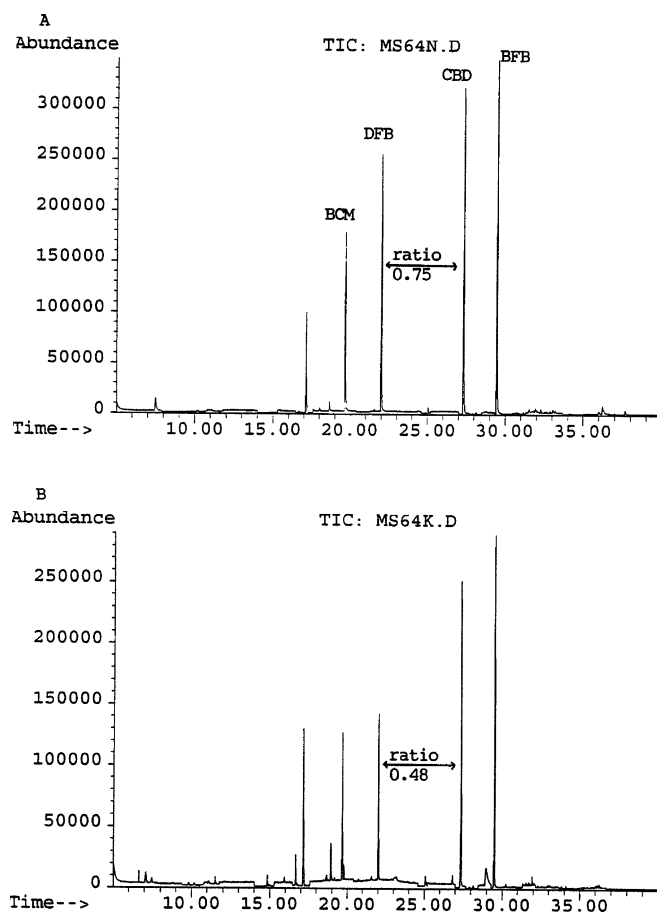 A
Abundance
TIC: MS64N.D
BFB
CBD
300000
DFB
250000
200000
BCM
150000
ratio
0.75
100000
50000
0
Time-->
10.00 15.00 20.00 25.00 30.00 35.00
B
Abundance
TIC: MS64K.D
250000
200000
150000
100000
ratio
0.48
50000
0
Time-->
10.00 15.00 20.00 25.00 30.00 35.00